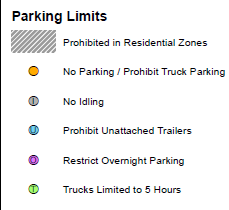 Parking Limits
Prohibited in Residential Zones
No Parking / Prohibit Truck Parking
No Idling
Prohibit Unattached Trailers
Restrict Overnight Parking
Trucks Limited to 5 Hours